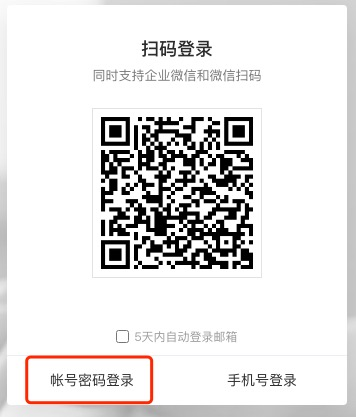 扫码登录
同时支持企业微信和微信扫码
5天内自动登录邮箱
帐号密码登录
手机号登录